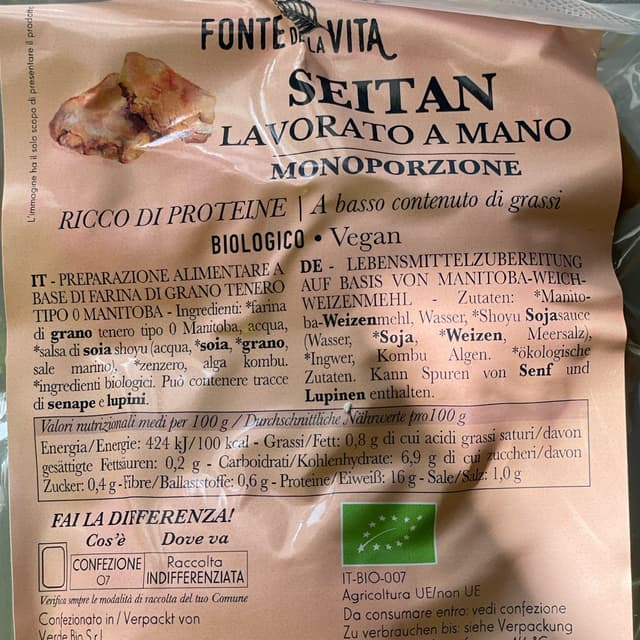 FONTE DELLA VITA
SEITAN
LAVORATO A MANO
MONOPORZIONE
RICCO DI PROTEINE | A basso contenuto di grassi
BIOLOGICO • Vegan
L'immagine ha il solo scopo di presentare il prodotto
IT - PREPARAZIONE ALIMENTARE A
BASE DI FARINA DI GRANO TENERO
TIPO 0 MANITOBA - Ingredienti: *farina
di grano tenero tipo 0 Manitoba, acqua,
*salsa di soia shoyu (acqua, *soia, *grano,
sale marino), *zenzero, alga kombu.
*ingredienti biologici. Può contenere tracce
di senape e lupini.
DE - LEBENSMITTELZUBEREITUNG
AUF BASIS VON MANITOBA-WEICH-
WEIZENMEHL - Zutaten: *Manito-
ba-Weizenmehl, Wasser, *Shoyu Sojasauce
(Wasser, *Soja, *Weizen, Meersalz),
*Ingwer, Kombu Algen. *ökologische
Zutaten. Kann Spuren von Senf und
Lupinen enthalten.
Valori nutrizionali medi per 100 g / Durchschnittliche Nährwerte pro100 g
Energia/Energie: 424 kJ/100 kcal - Grassi/Fett: 0,8 g di cui acidi grassi saturi/davon
gesättigte Fettsäuren: 0,2 g - Carboidrati/Kohlenhydrate: 6,9 g di cui zuccheri/davon
Zucker: 0,4 g -Fibre/Ballaststoffe: 0,6 g - Proteine/Eiweiß: 16 g - Sale/Salz: 1,0 g
FAI LA DIFFERENZA!
Cos'è Dove va
CONFEZIONE Raccolta
07 INDIFFERENZIATA
Verifica sempre le modalità di raccolta del tuo Comune
Confezionato in / Verpackt von
Verde Bio S.r.l.
IT-BIO-007
Agricoltura UE/non UE
Da consumare entro: vedi confezione
Zu verbrauchen bis: siehe Verpackung